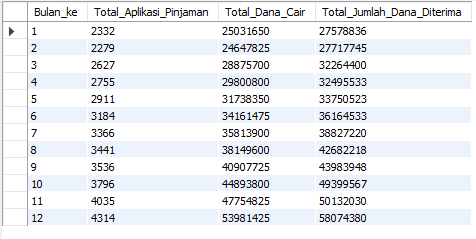 Bulan_ke Total_Aplikasi_Pinjaman Total_Dana_Cair Total_Jumlah_Dana_Diterima
1 2332 25031650 27578836
2 2279 24647825 27717745
3 2627 28875700 32264400
4 2755 29800800 32495533
5 2911 31738350 33750523
6 3184 34161475 36164533
7 3366 35813900 38827220
8 3441 38149600 42682218
9 3536 40907725 43983948
10 3796 44893800 49399567
11 4035 47754825 50132030
12 4314 53981425 58074380